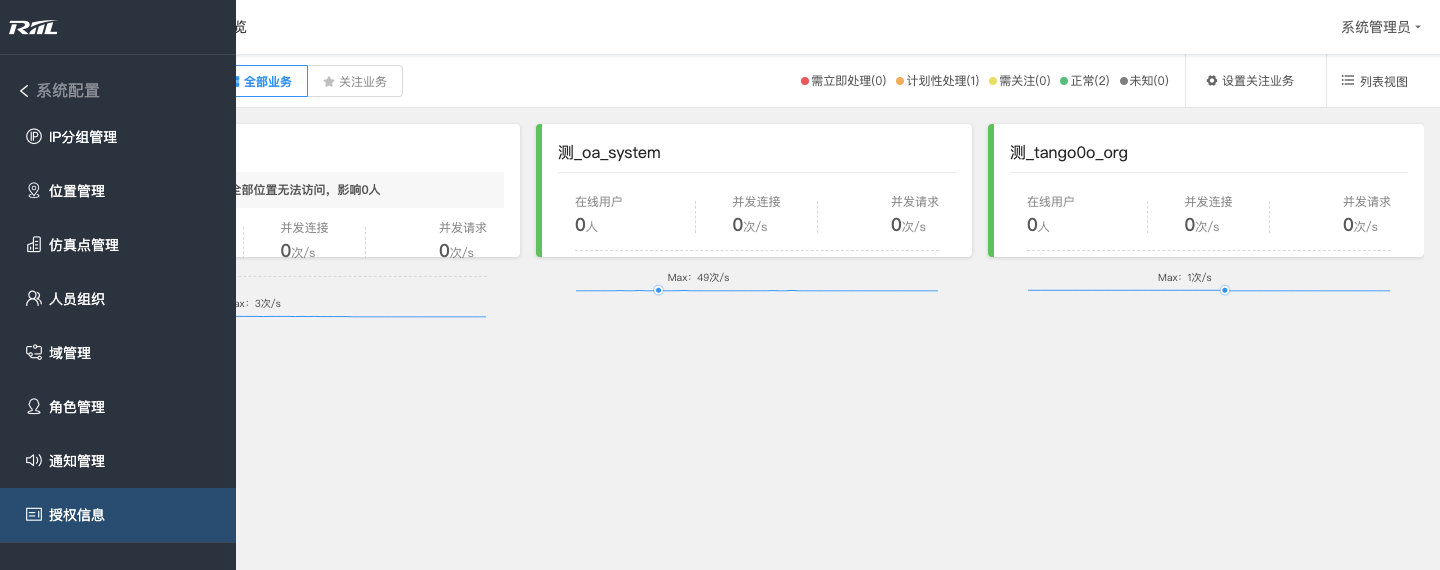 RIIL
览
系统管理员
系统配置
IP分组管理
位置管理
仿真点管理
人员组织
域管理
角色管理
通知管理
授权信息
全部业务
关注业务
需立即处理(0)
计划性处理(1)
需关注(0)
正常(2)
未知(0)
设置关注业务
列表视图
全部位置无法访问，影响0人
并发连接
并发请求
0次/s
0次/s
ax：3次/s
测_oa_system
在线用户
并发连接
并发请求
0人
0次/s
0次/s
Max：49次/s
测_tango0o_org
在线用户
并发连接
并发请求
0人
0次/s
0次/s
Max：1次/s